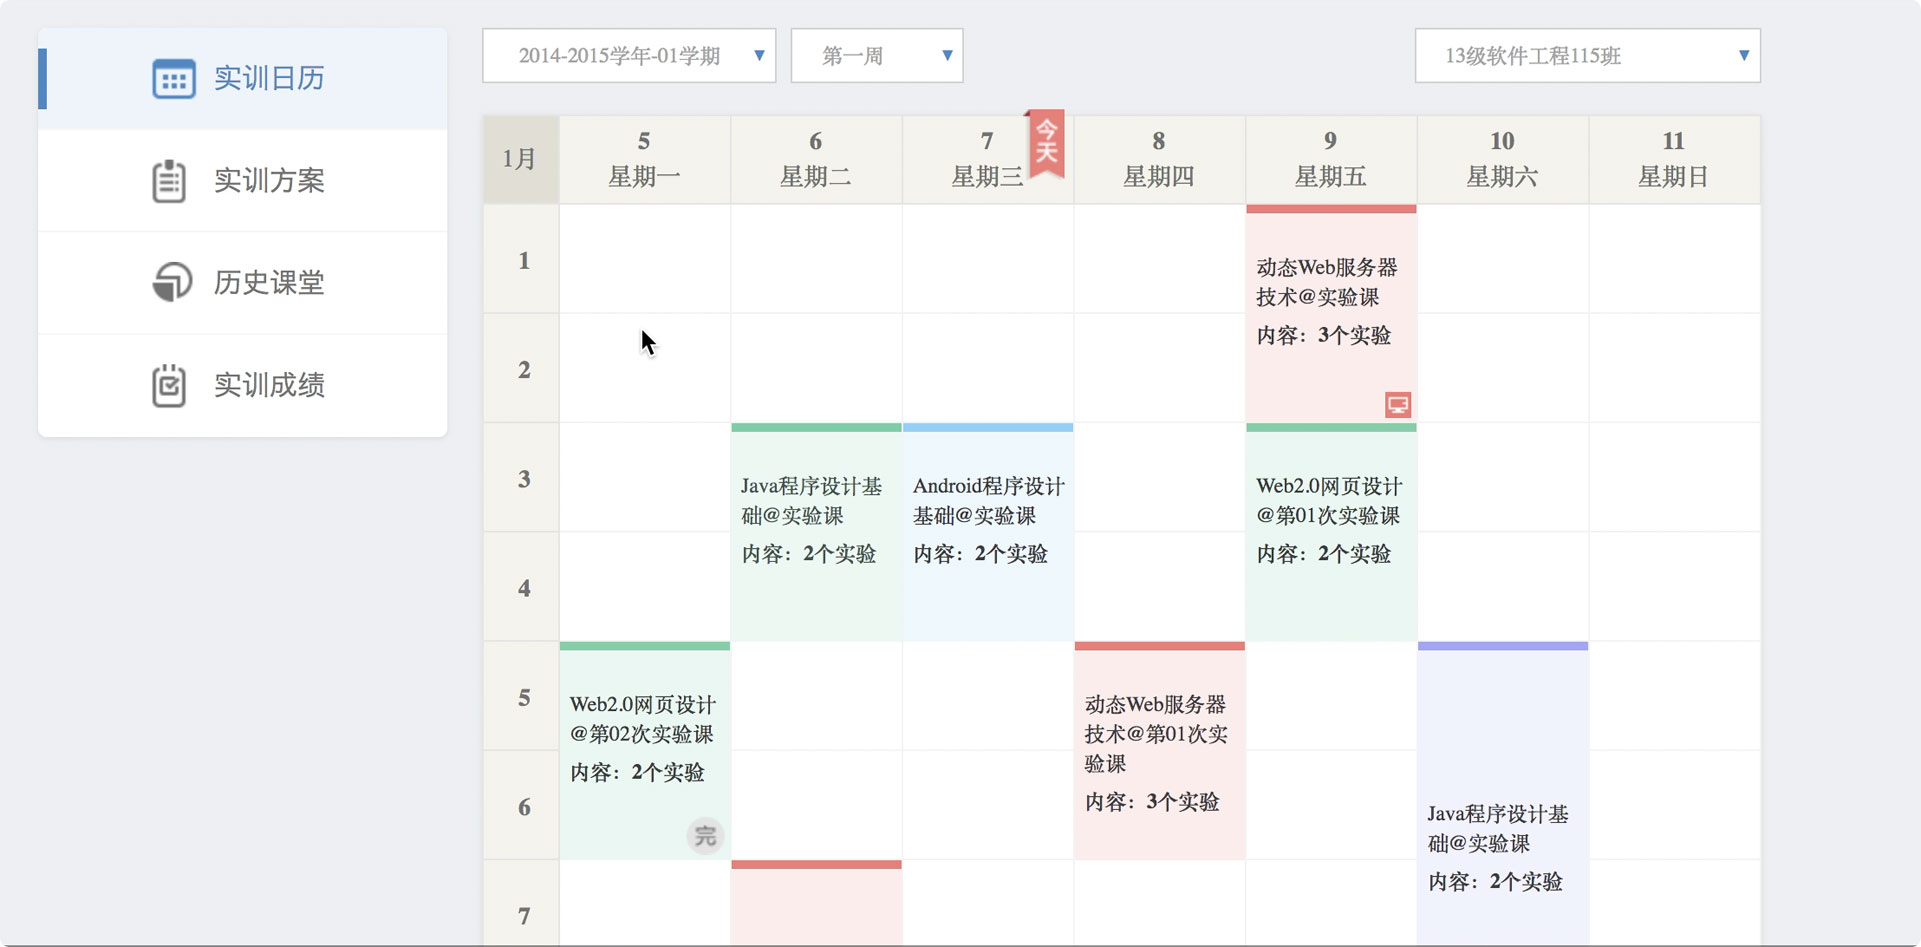 实训日历
实训方案
历史课堂
实训成绩
2014-2015学年-01学期
第一周
13级软件工程115班
1月
5
星期一
6
星期二
7
星期三
今天
8
星期四
9
星期五
10
星期六
11
星期日
1
动态Web服务器
技术@实验课
内容：3个实验
2
3
Java程序设计基
础@实验课
内容：2个实验
Android程序设计
基础@实验课
内容：2个实验
Web2.0网页设计
@第01次实验课
内容：2个实验
4
5
Web2.0网页设计
@第02次实验课
内容：2个实验
完
动态Web服务器
技术@第01次实
验课
内容：3个实验
6
Java程序设计基
础@实验课
内容：2个实验
7